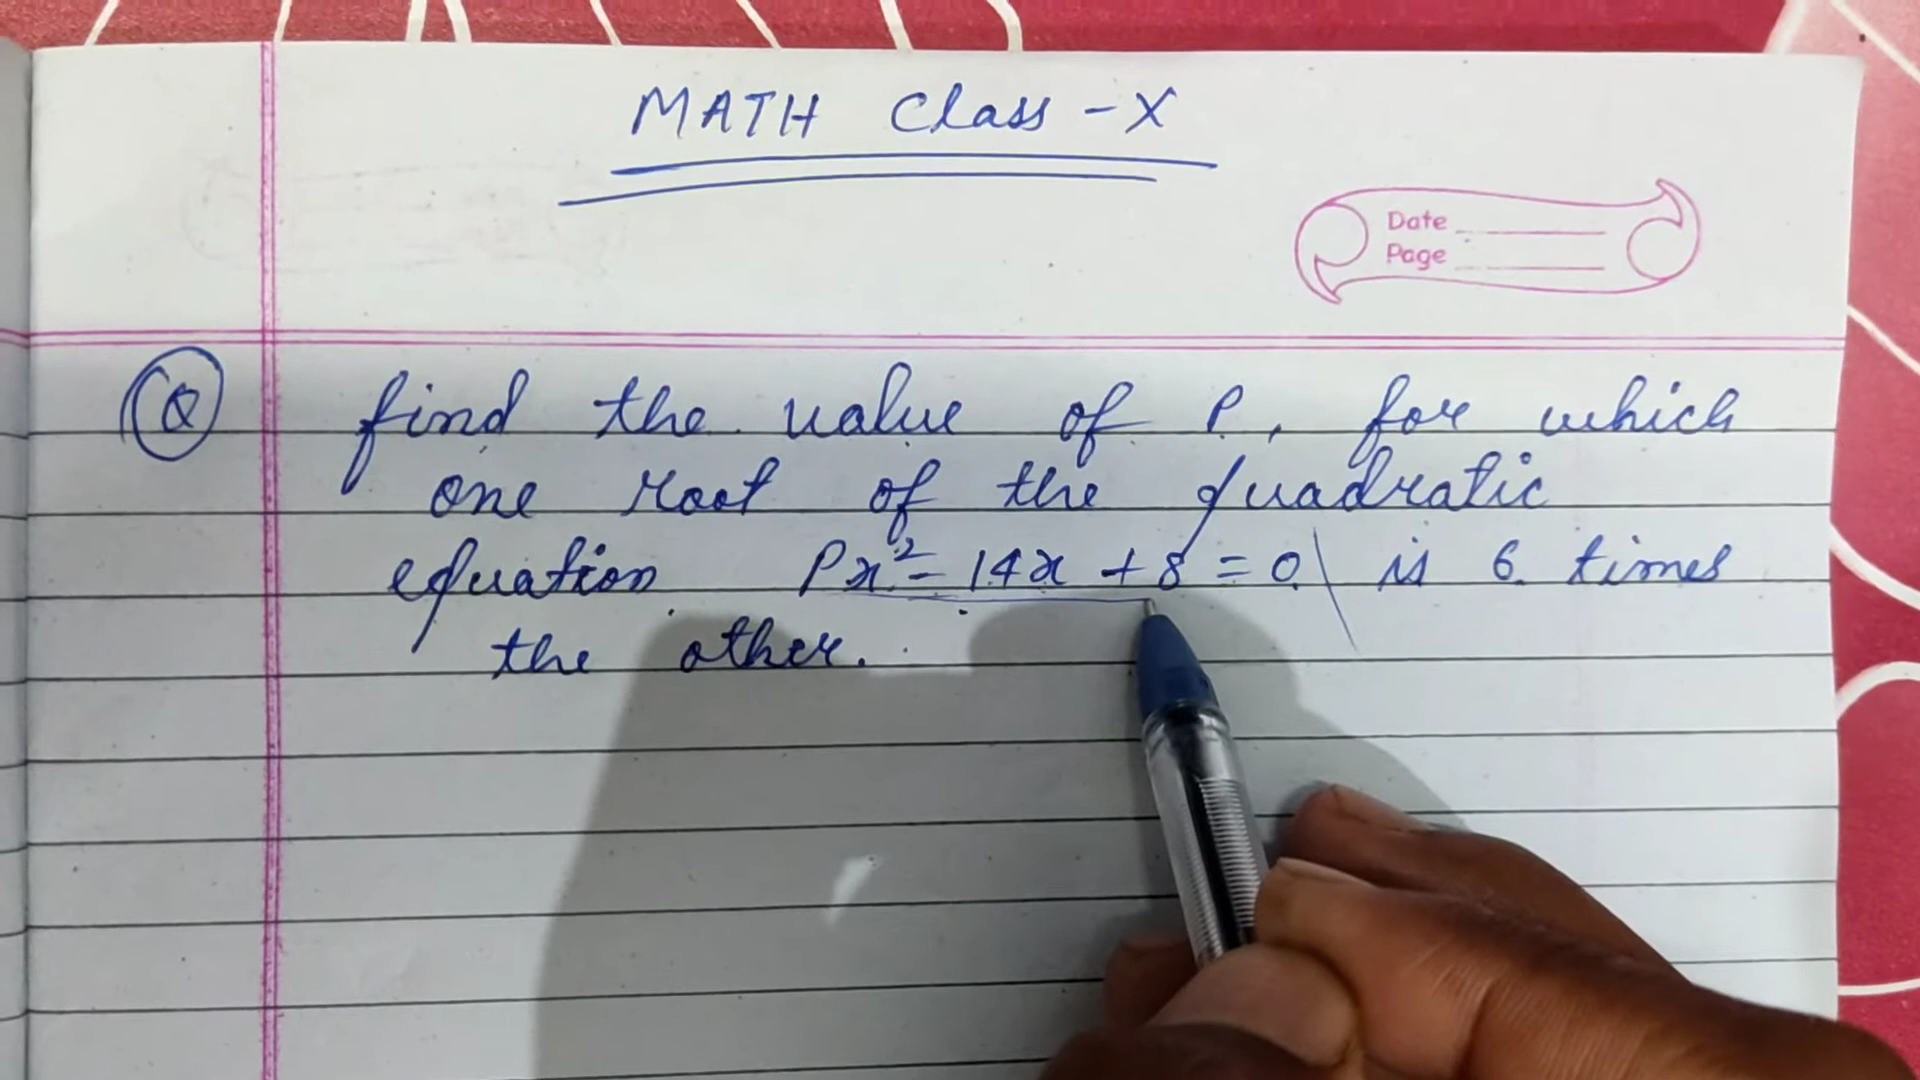 MATH Class - X
Date
Page
Q find the value of P, for which
one root of the quadratic
equation Px² - 14x + 8 = 0 is 6 times
the other.